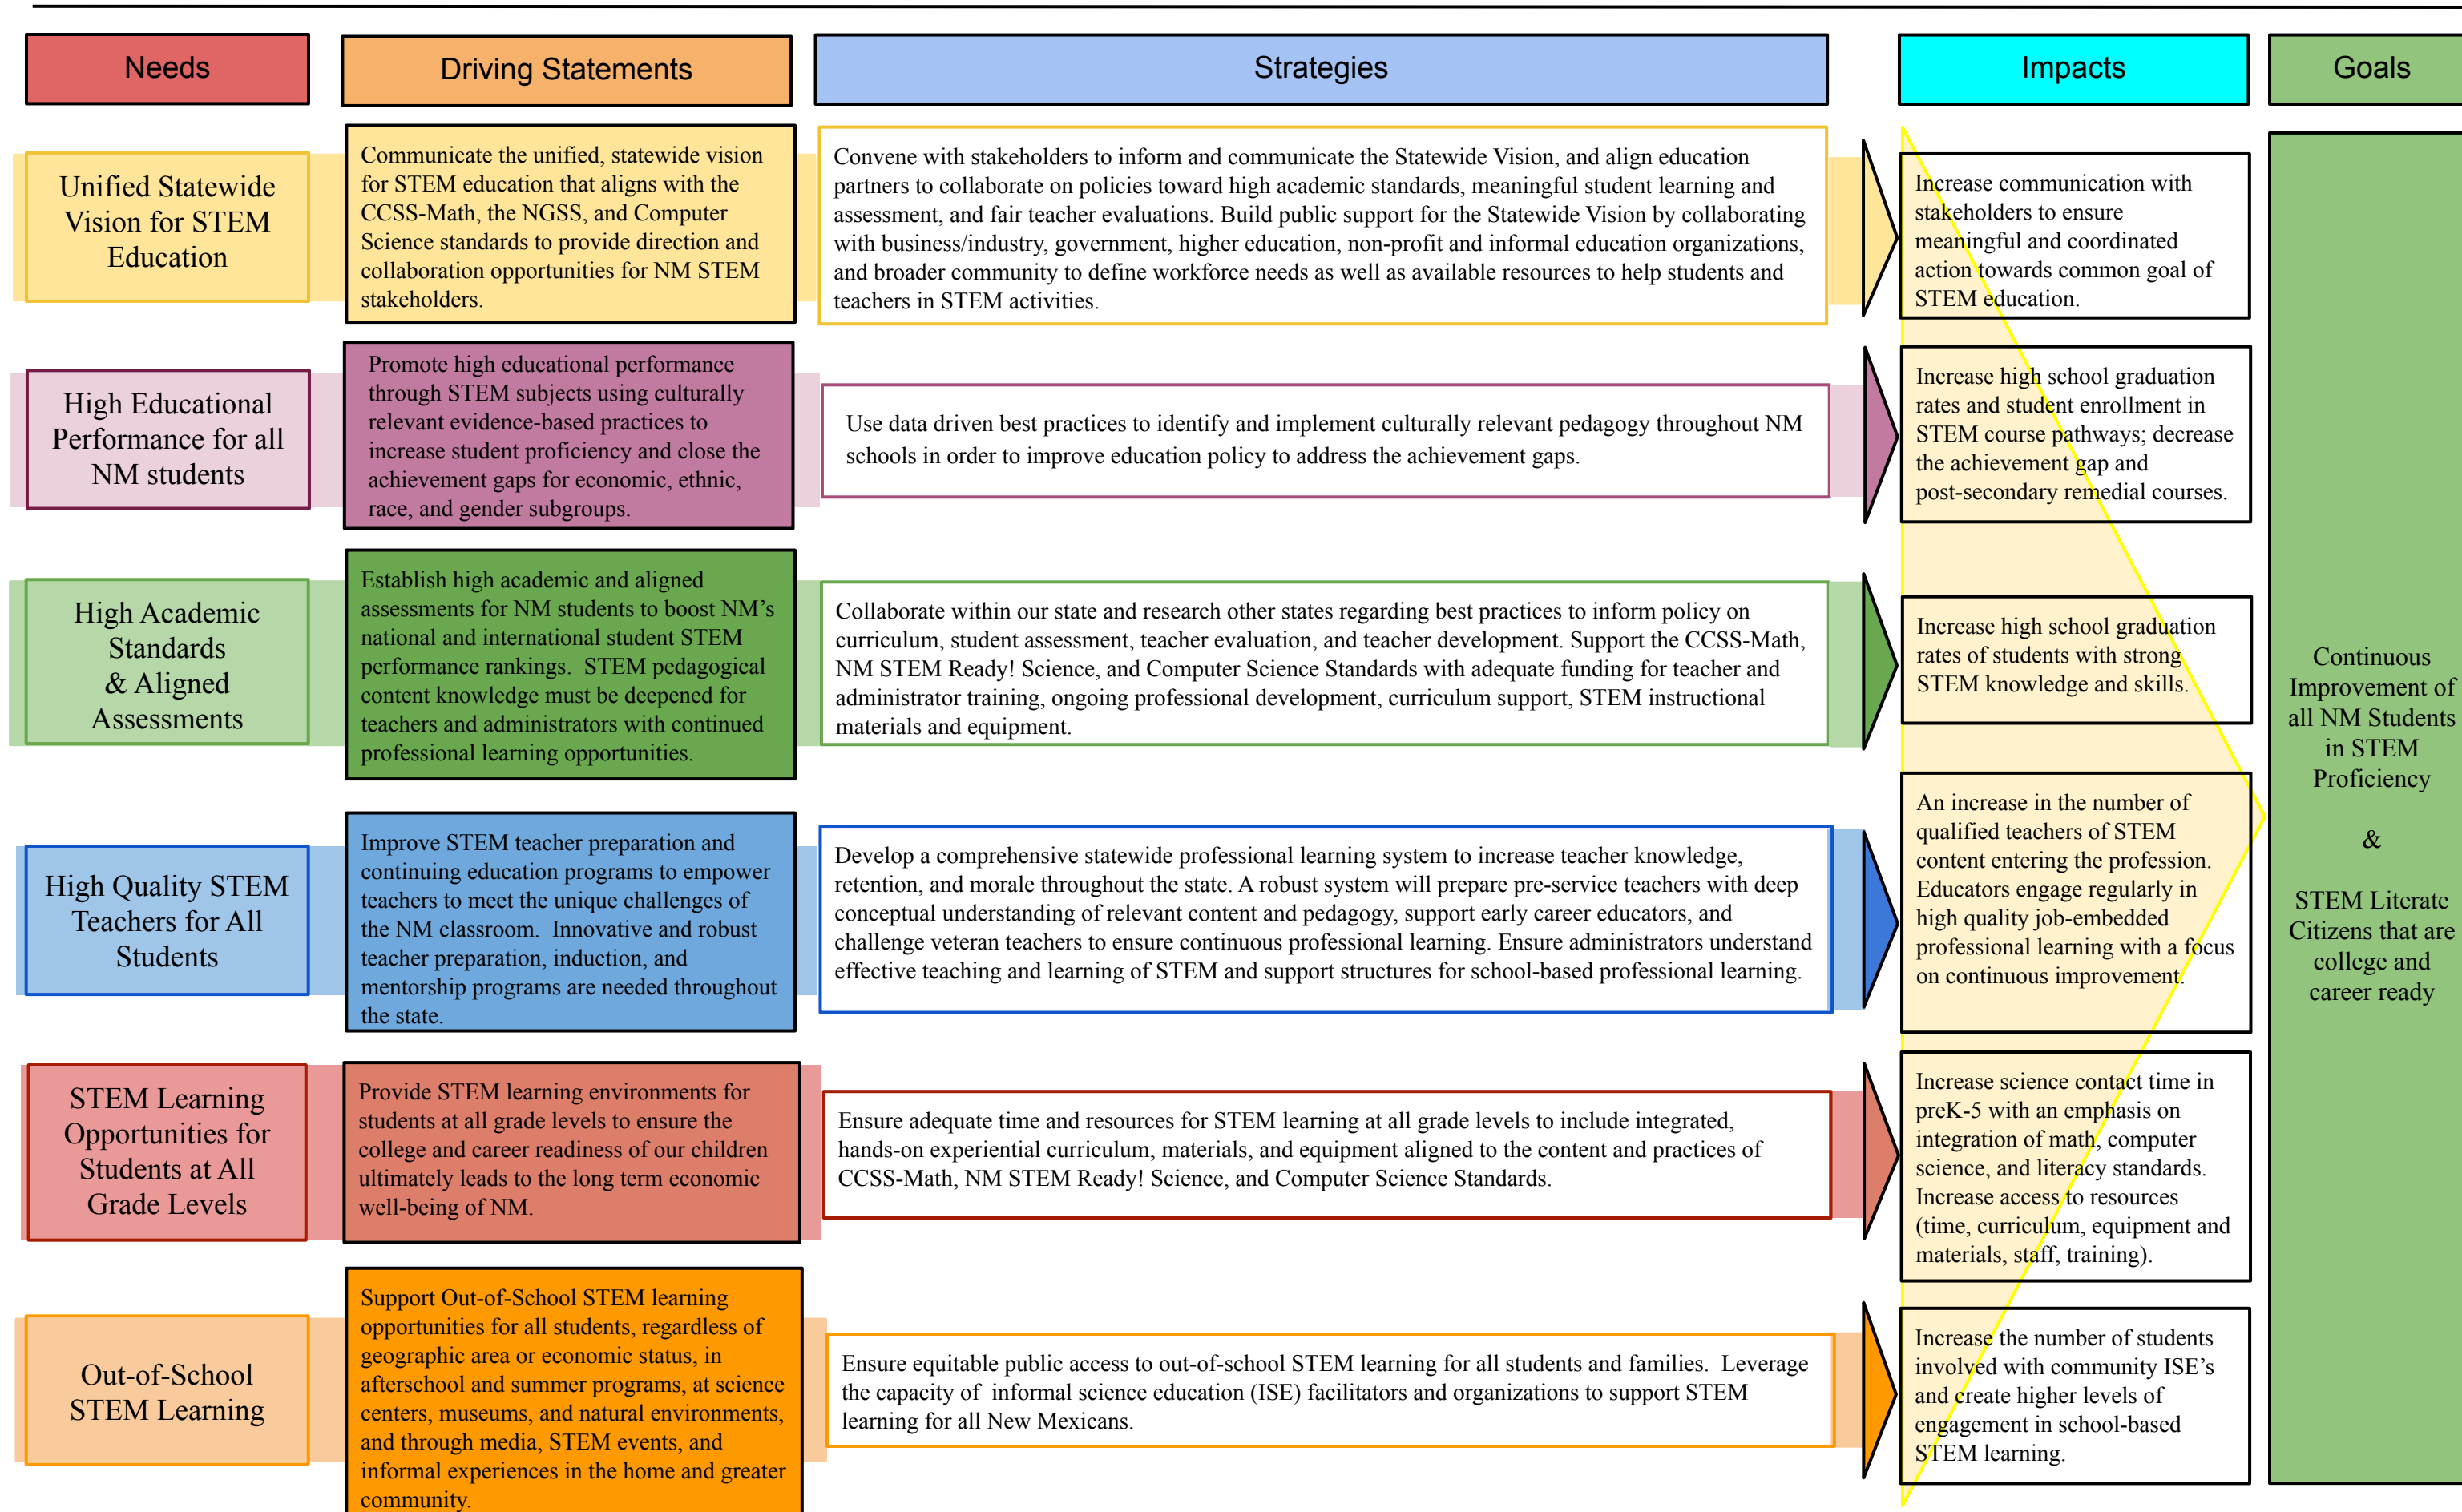 Needs
Driving Statements
Strategies
Impacts
Goals
Unified Statewide
Vision for STEM
Education
Communicate the unified, statewide vision
for STEM education that aligns with the
CCSS-Math, the NGSS, and Computer
Science standards to provide direction and
collaboration opportunities for NM STEM
stakeholders.
Convene with stakeholders to inform and communicate the Statewide Vision, and align education
partners to collaborate on policies toward high academic standards, meaningful student learning and
assessment, and fair teacher evaluations. Build public support for the Statewide Vision by collaborating
with business/industry, government, higher education, non-profit and informal education organizations,
and broader community to define workforce needs as well as available resources to help students and
teachers in STEM activities.
Increase communication with
stakeholders to ensure
meaningful and coordinated
action towards common goal of
STEM education.
High Educational
Performance for all
NM students
Promote high educational performance
through STEM subjects using culturally
relevant evidence-based practices to
increase student proficiency and close the
achievement gaps for economic, ethnic,
race, and gender subgroups.
Use data driven best practices to identify and implement culturally relevant pedagogy throughout NM
schools in order to improve education policy to address the achievement gaps.
Increase high school graduation
rates and student enrollment in
STEM course pathways; decrease
the achievement gap and
post-secondary remedial courses.
High Academic
Standards
& Aligned
Assessments
Establish high academic and aligned
assessments for NM students to boost NM’s
national and international student STEM
performance rankings.  STEM pedagogical
content knowledge must be deepened for
teachers and administrators with continued
professional learning opportunities.
Collaborate within our state and research other states regarding best practices to inform policy on
curriculum, student assessment, teacher evaluation, and teacher development. Support the CCSS-Math,
NM STEM Ready! Science, and Computer Science Standards with adequate funding for teacher and
administrator training, ongoing professional development, curriculum support, STEM instructional
materials and equipment.
Increase high school graduation
rates of students with strong
STEM knowledge and skills.
High Quality STEM
Teachers for All
Students
Improve STEM teacher preparation and
continuing education programs to empower
teachers to meet the unique challenges of
the NM classroom.  Innovative and robust
teacher preparation, induction, and
mentorship programs are needed throughout
the state.
Develop a comprehensive statewide professional learning system to increase teacher knowledge,
retention, and morale throughout the state. A robust system will prepare pre-service teachers with deep
conceptual understanding of relevant content and pedagogy, support early career educators, and
challenge veteran teachers to ensure continuous professional learning. Ensure administrators understand
effective teaching and learning of STEM and support structures for school-based professional learning.
An increase in the number of
qualified teachers of STEM
content entering the profession.
Educators engage regularly in
high quality job-embedded
professional learning with a focus
on continuous improvement.
STEM Learning
Opportunities for
Students at All
Grade Levels
Provide STEM learning environments for
students at all grade levels to ensure the
college and career readiness of our children
ultimately leads to the long term economic
well-being of NM.
Ensure adequate time and resources for STEM learning at all grade levels to include integrated,
hands-on experiential curriculum, materials, and equipment aligned to the content and practices of
CCSS-Math, NM STEM Ready! Science, and Computer Science Standards.
Increase science contact time in
preK-5 with an emphasis on
integration of math, computer
science, and literacy standards.
Increase access to resources
(time, curriculum, equipment and
materials, staff, training).
Out-of-School
STEM Learning
Support Out-of-School STEM learning
opportunities for all students, regardless of
geographic area or economic status, in
afterschool and summer programs, at science
centers, museums, and natural environments,
and through media, STEM events, and
informal experiences in the home and greater
community.
Ensure equitable public access to out-of-school STEM learning for all students and families.  Leverage
the capacity of  informal science education (ISE) facilitators and organizations to support STEM
learning for all New Mexicans.
Increase the number of students
involved with community ISE’s
and create higher levels of
engagement in school-based
STEM learning.
Continuous
Improvement of
all NM Students
in STEM
Proficiency
&
STEM Literate
Citizens that are
college and
career ready